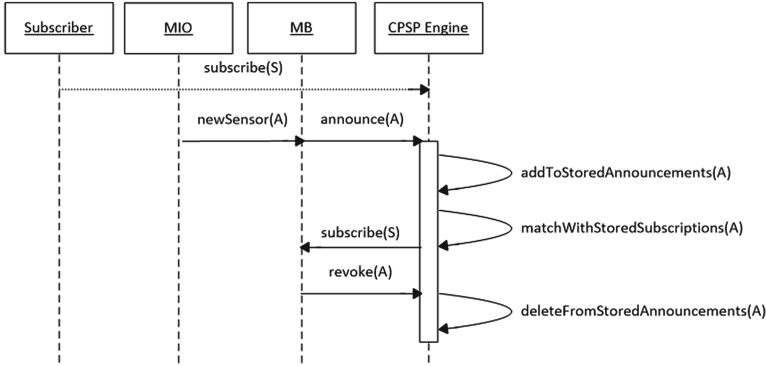 Subscriber
MIO
MB
CPSP Engine
subscribe(S)
newSensor(A)
announce(A)
addToStoredAnnouncements(A)
matchWithStoredSubscriptions(A)
subscribe(S)
revoke(A)
deleteFromStoredAnnouncements(A)